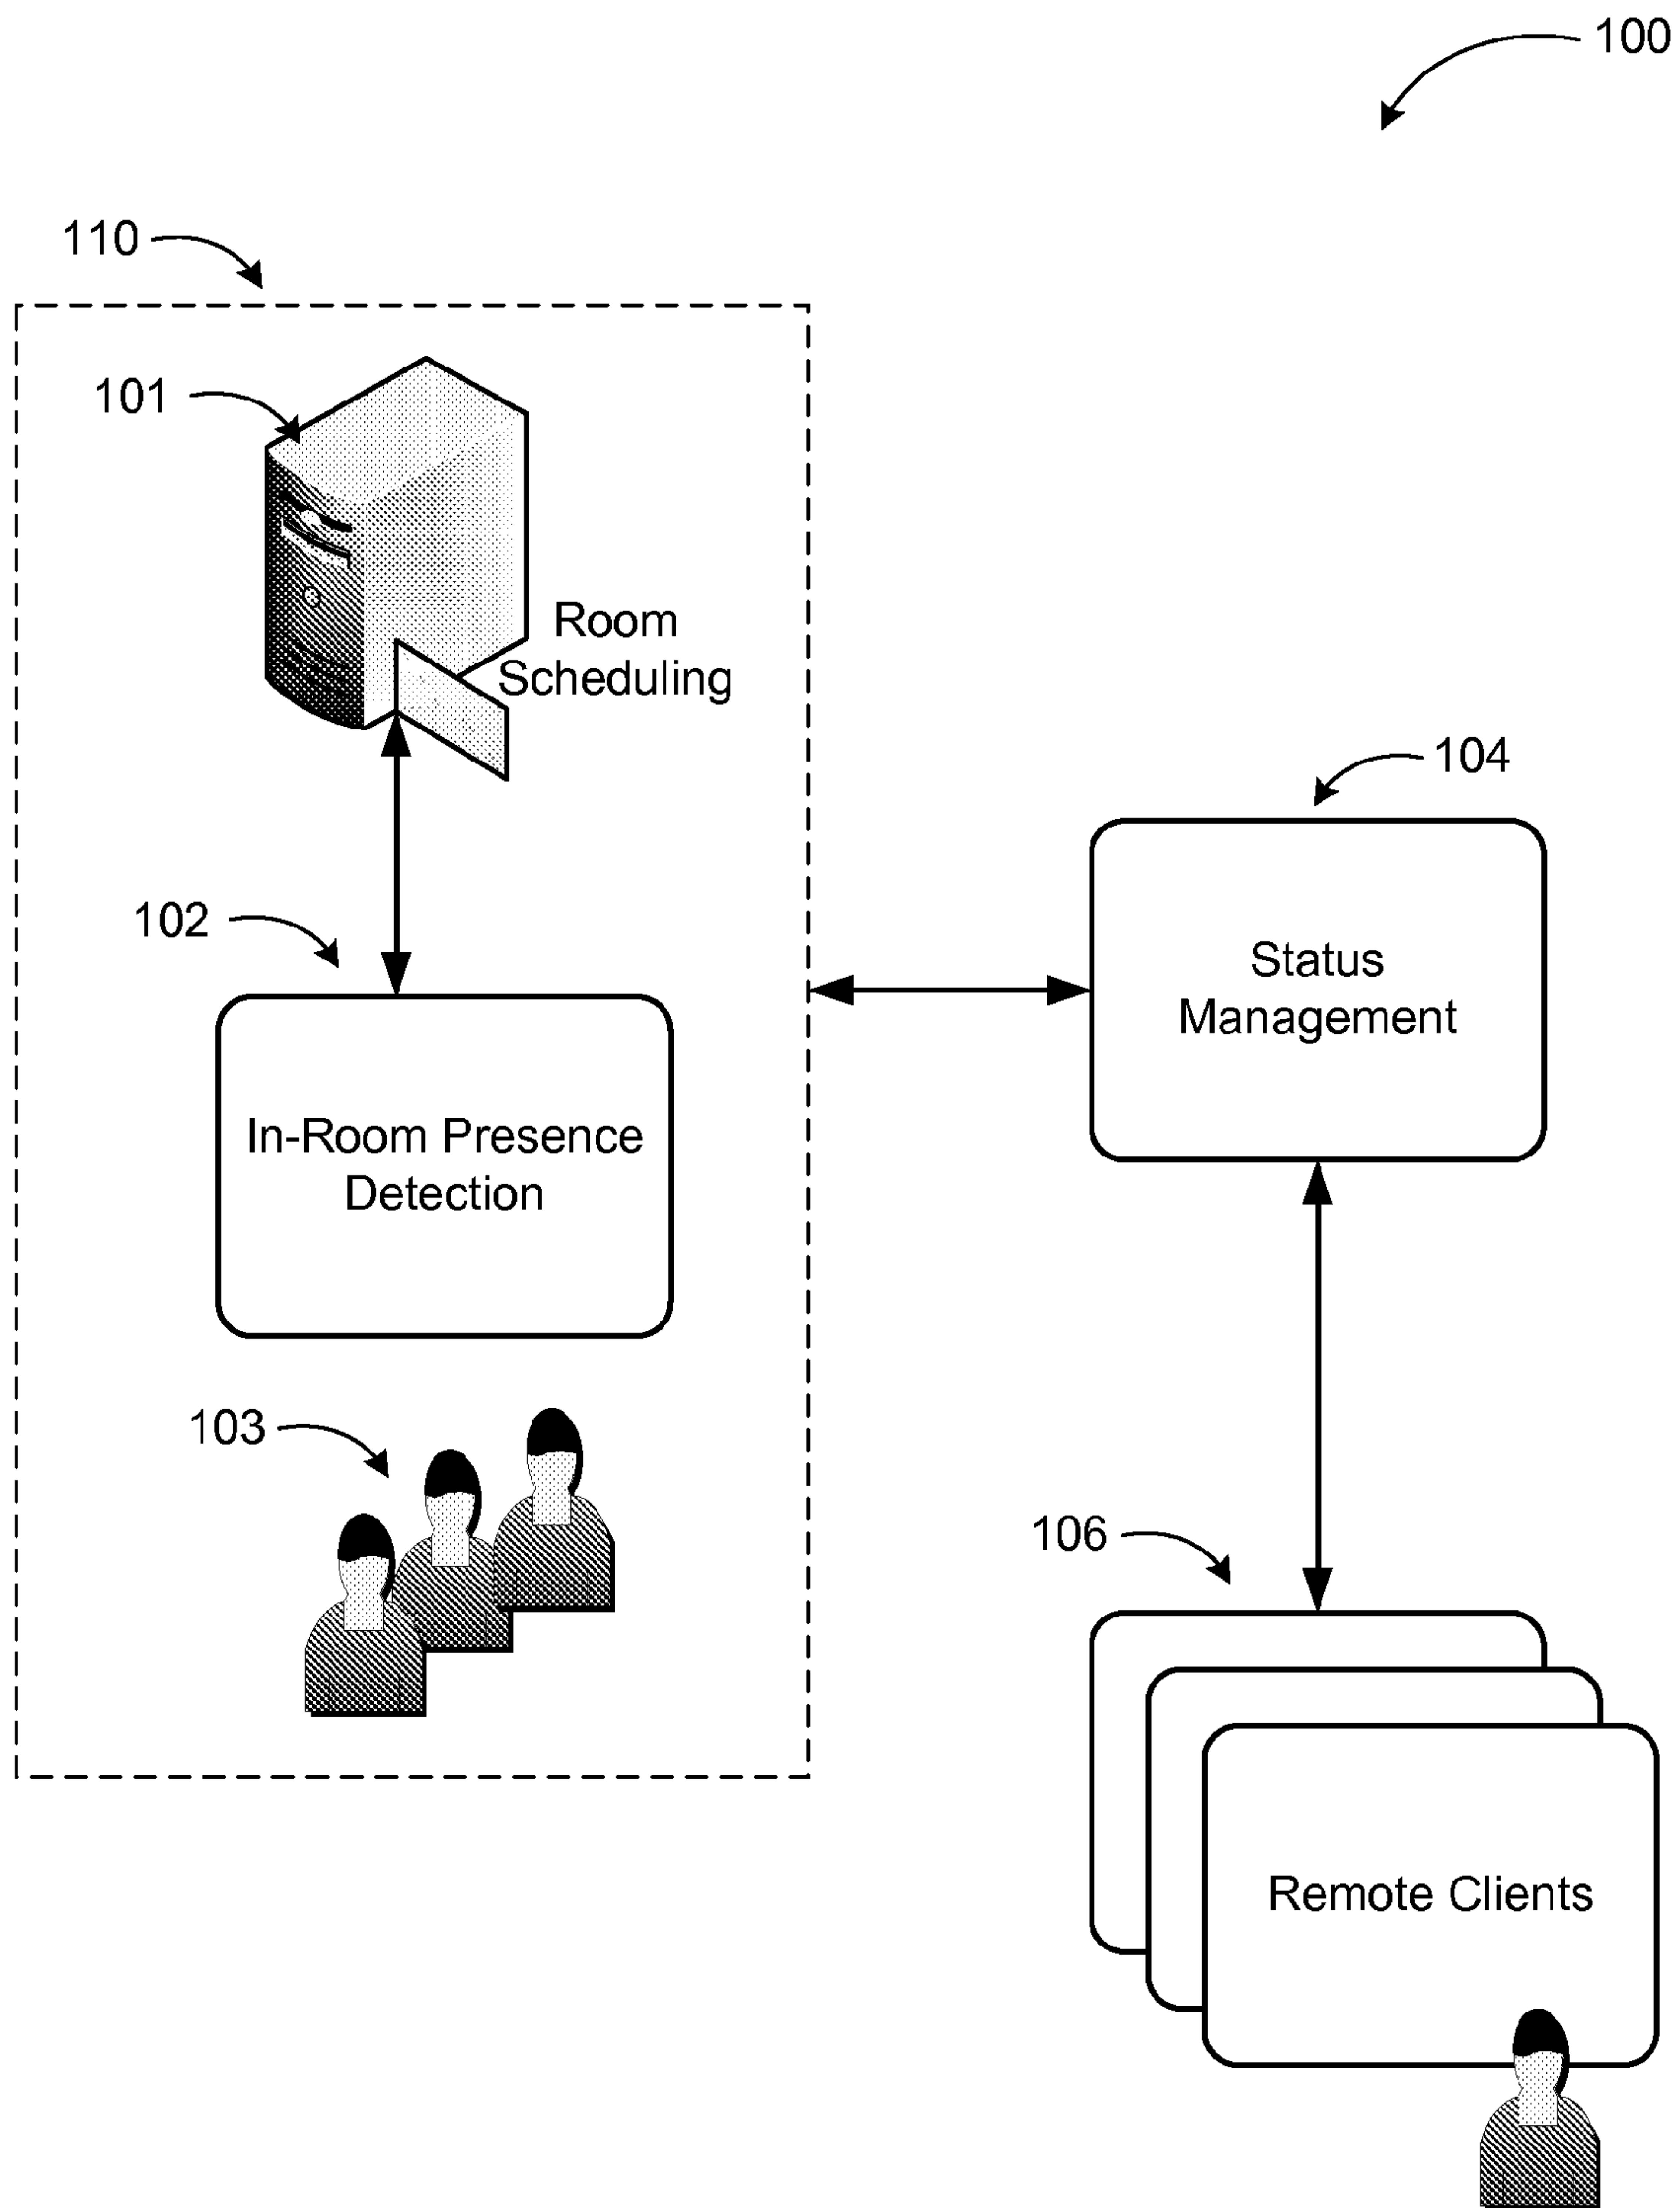 100
110
101
Room
Scheduling
104
102
Status
Management
In-Room Presence
Detection
103
106
Remote Clients